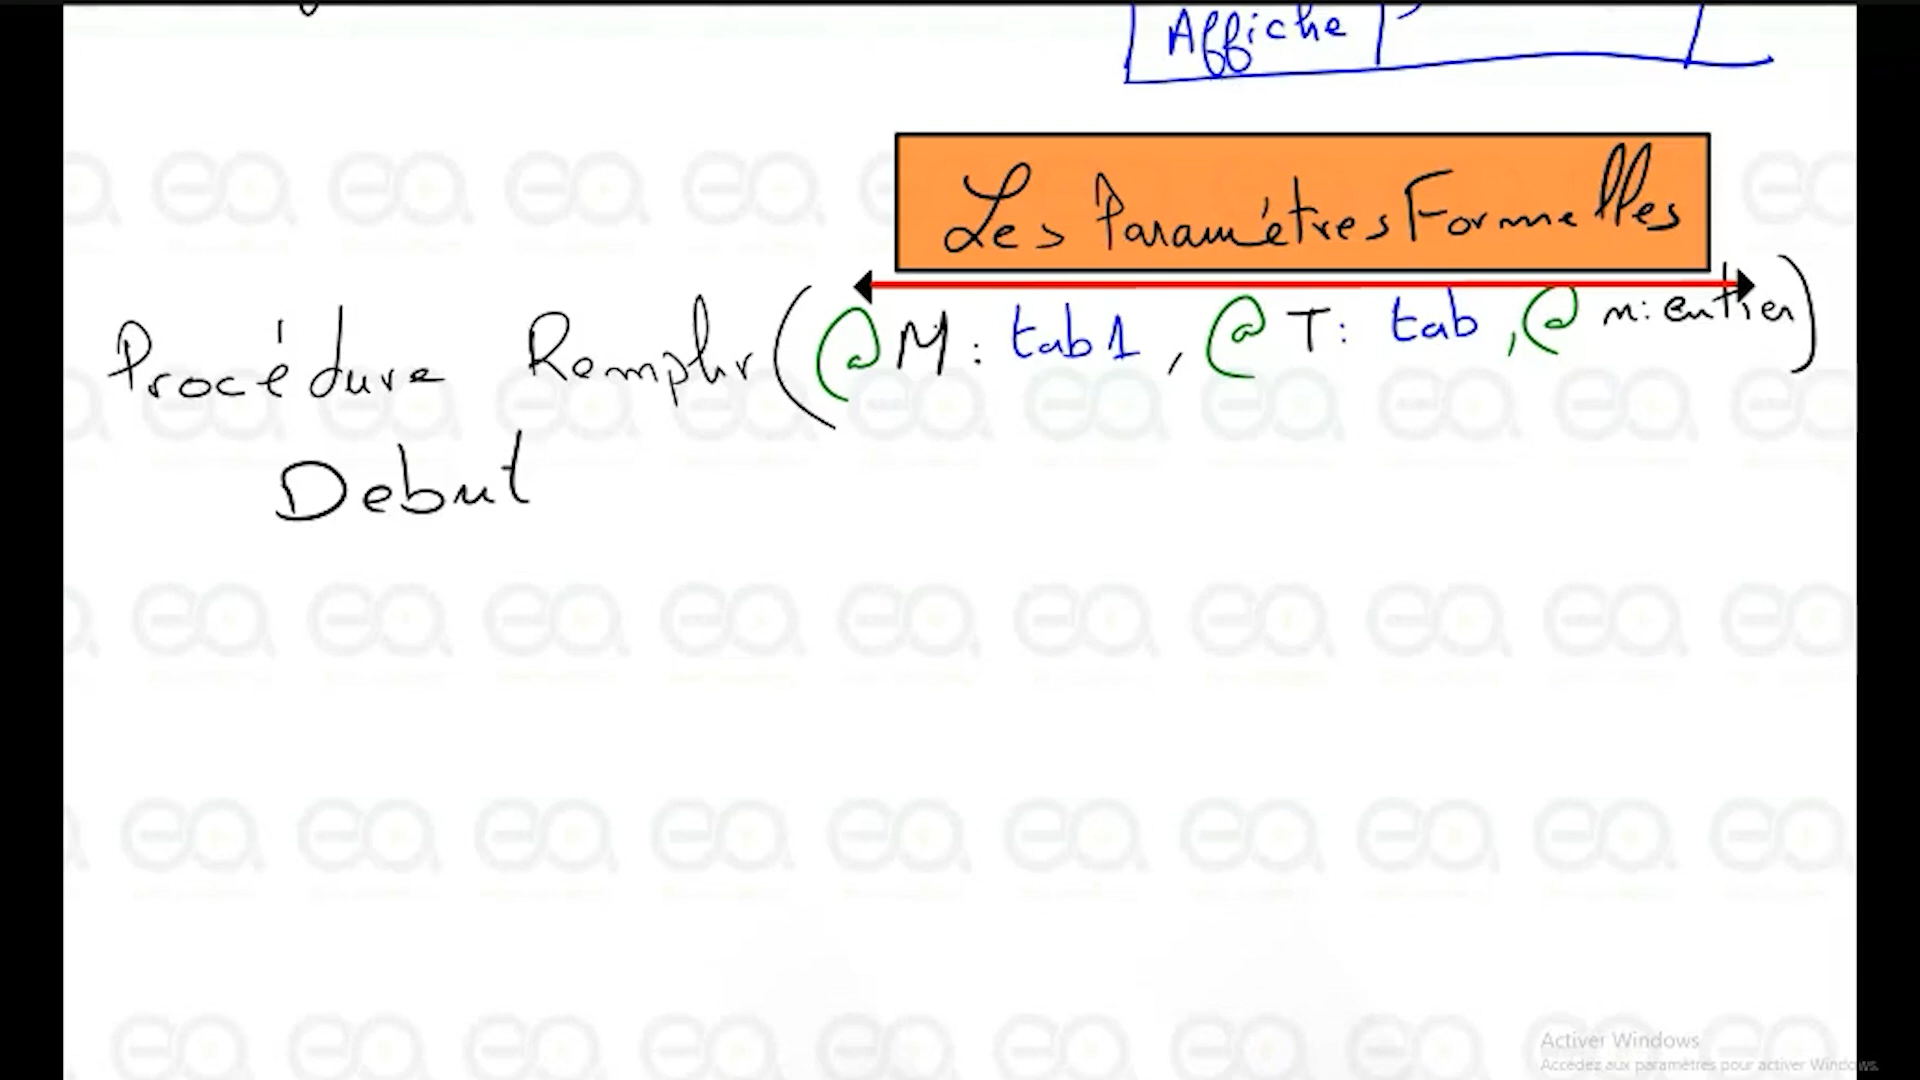 Affiche
Les Paramétres Formelles
Procédure Remplir (@M: tab1, @T: tab, @n: entier)
Debut
Activer Windows
Accédez aux paramètres pour activer Windows.